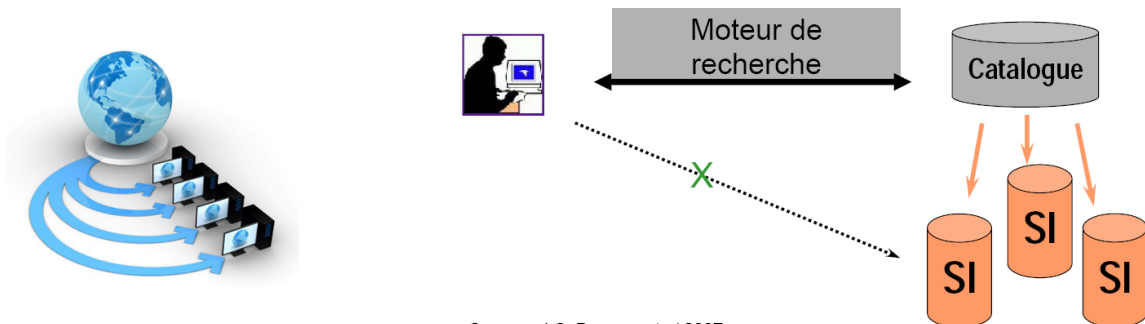 Moteur de
recherche
Catalogue
X
SI
SI
SI